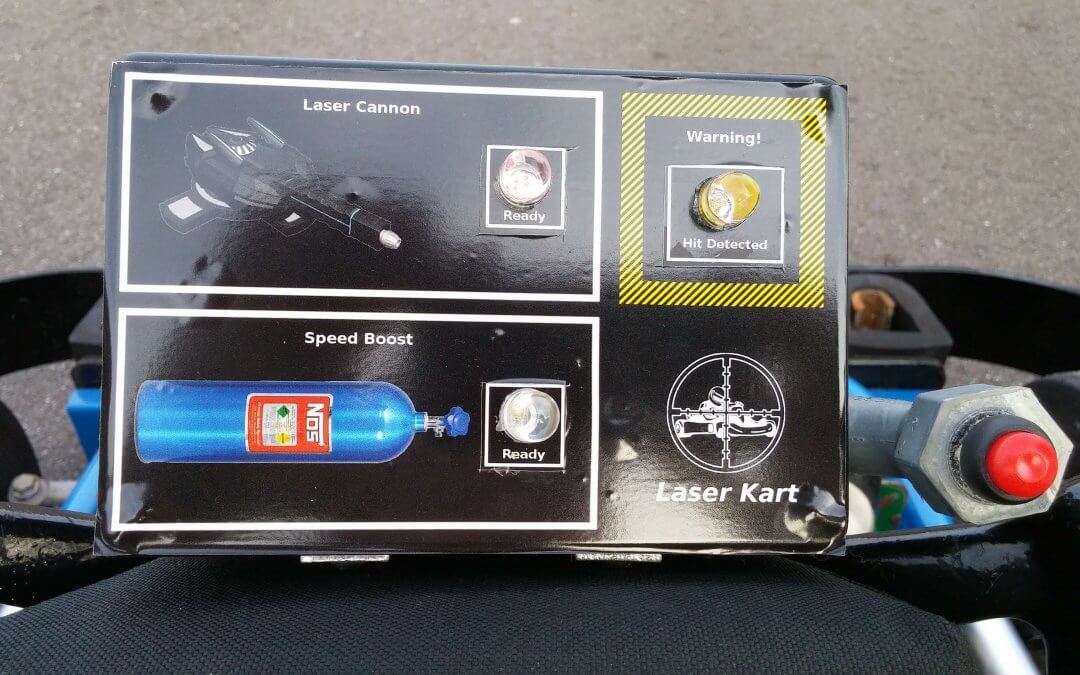 Laser Cannon
Ready
Warning!
Hit Detected
Speed Boost
NOS
Ready
Laser Kart